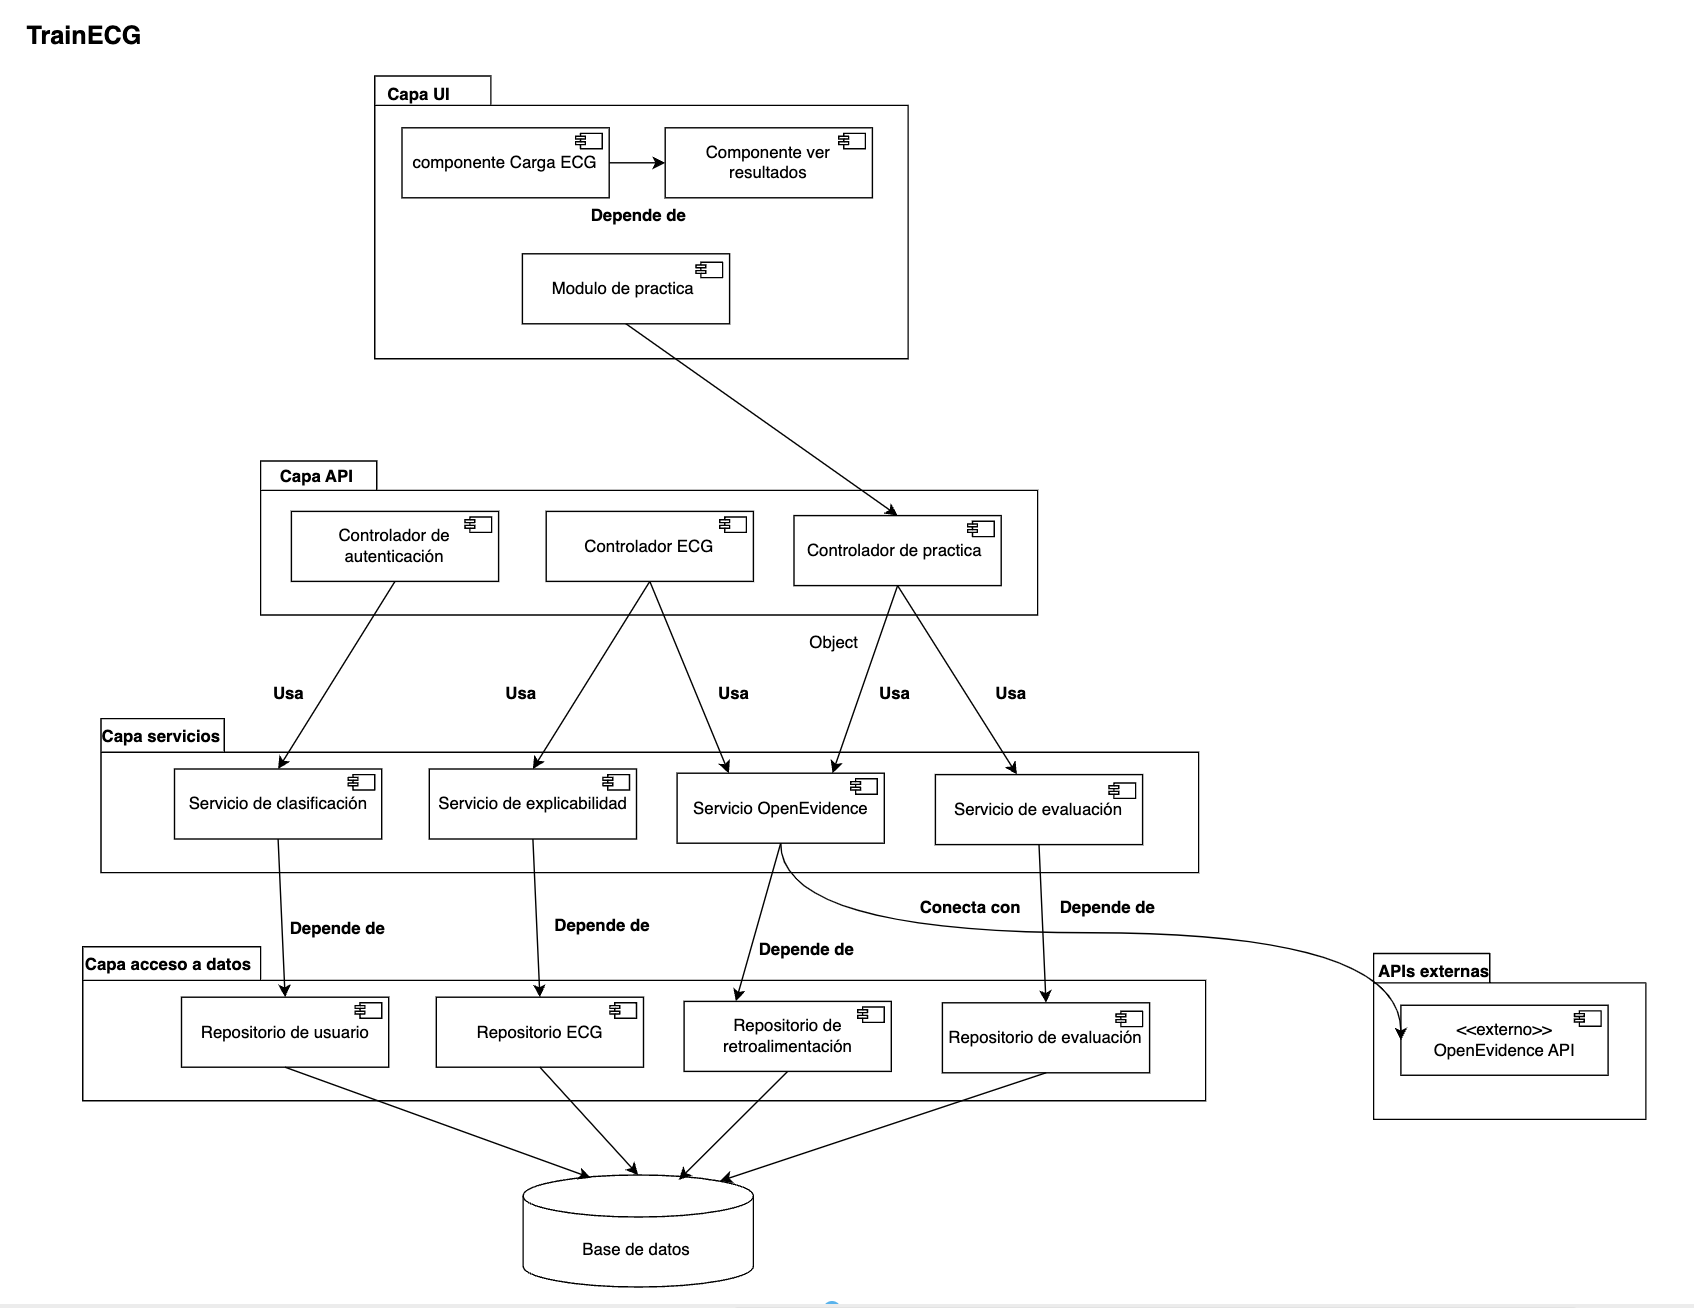 TrainECG
Capa UI
componente Carga ECG
Componente ver
resultados
Depende de
Modulo de practica
Capa API
Controlador de
autenticación
Controlador ECG
Controlador de practica
Object
Usa
Usa
Usa
Usa
Usa
Capa servicios
Servicio de clasificación
Servicio de explicabilidad
Servicio OpenEvidence
Servicio de evaluación
Depende de
Depende de
Depende de
Conecta con
Depende de
Capa acceso a datos
APIs externas
Repositorio de usuario
Repositorio ECG
Repositorio de
retroalimentación
Repositorio de evaluación
<<externo>>
OpenEvidence API
Base de datos